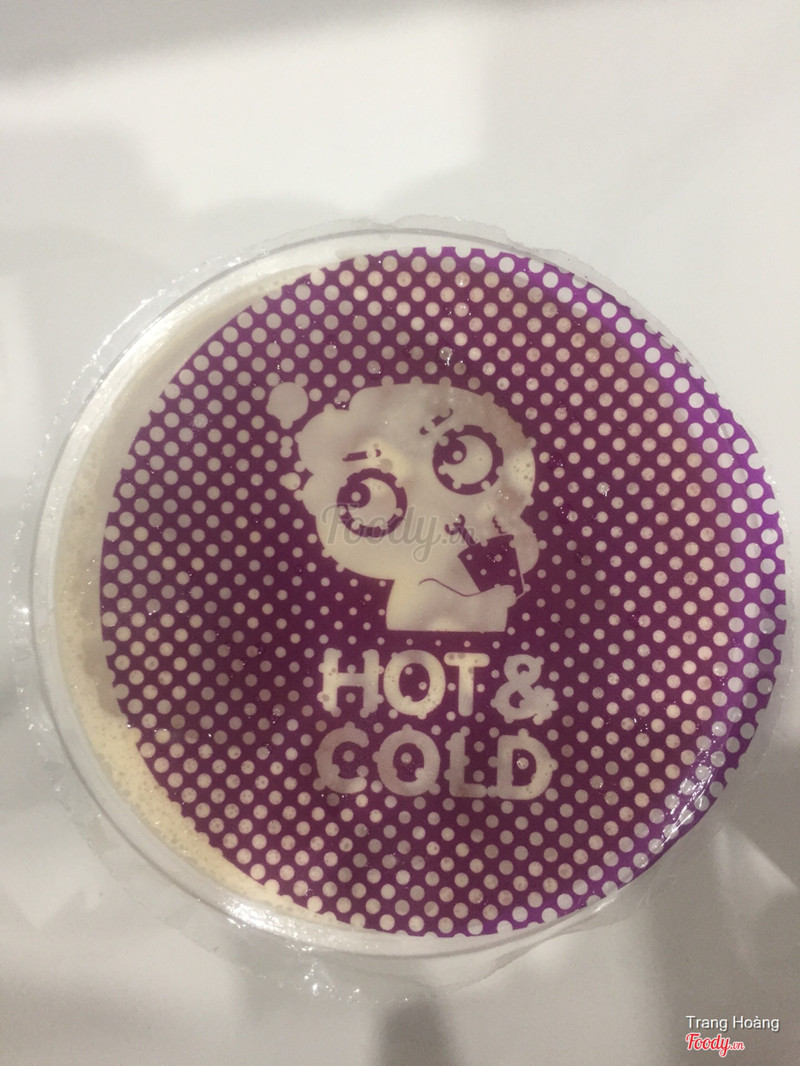 Foody.vn
HOT &
COLD
Trang Hoàng
Foody.vn